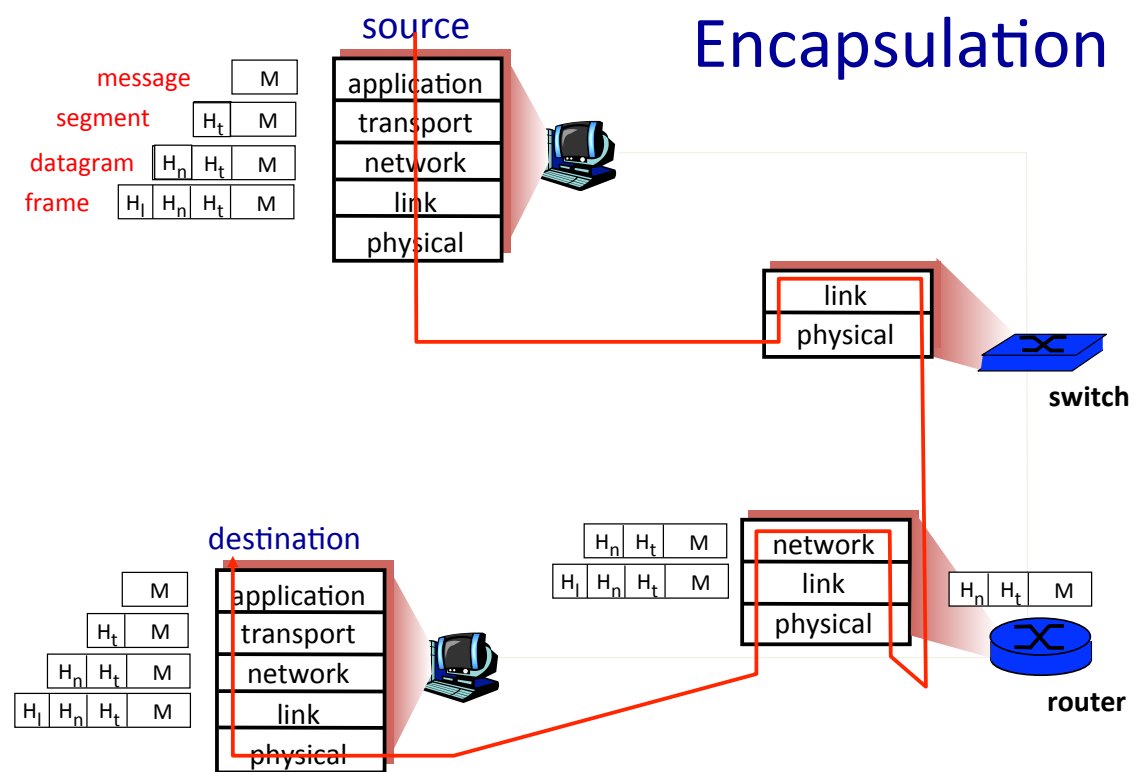 Encapsulation
source
message M application
segment Ht M transport
datagram Hn Ht M network
frame Hl Hn Ht M link
physical
link
physical
switch
destination
Hn Ht M network
Hl Hn Ht M link
Hn Ht M
physical
router
M application
Ht M transport
Hn Ht M network
Hl Hn Ht M link
physical